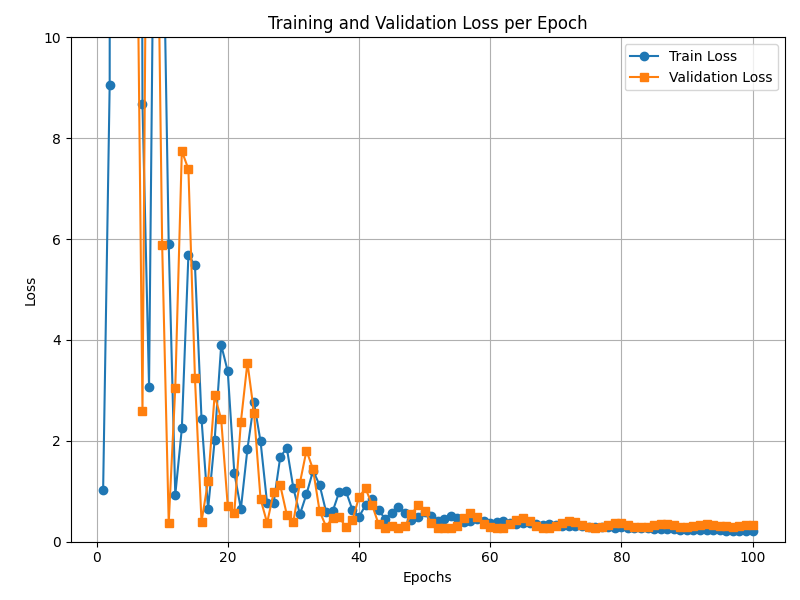 Training and Validation Loss per Epoch
10
8
6
4
2
0
Loss
Train Loss
Validation Loss
0 20 40 60 80 100
Epochs